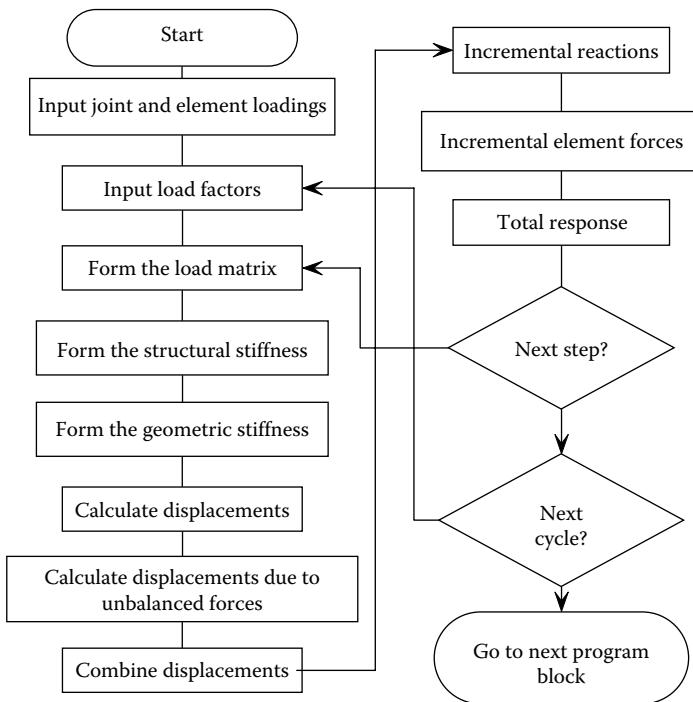 Start
Input joint and element loadings
Input load factors
Form the load matrix
Form the structural stiffness
Form the geometric stiffness
Calculate displacements
Calculate displacements due to
unbalanced forces
Combine displacements
Incremental reactions
Incremental element forces
Total response
Next step?
Next
cycle?
Go to next program
block